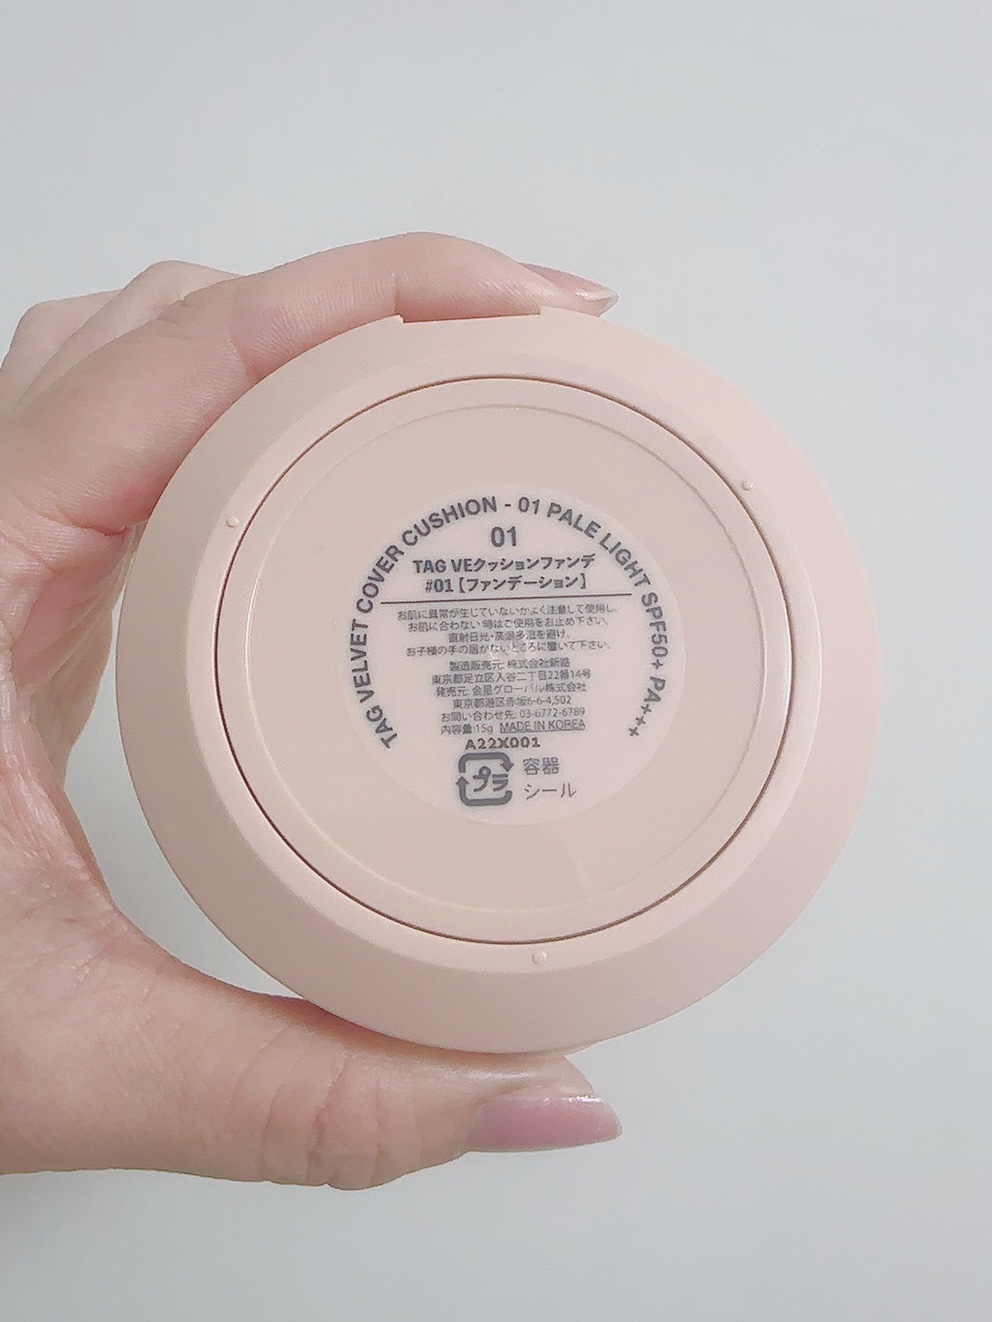 TAG VELVET COVER CUSHION - 01 PALE LIGHT SPF50+ PA+++
01
TAG VEクッションファンデ
#01【ファンデーション】
お肌に異常が生じていないかよく注意して使用し、
お肌に合わない 時はご使用をお止め下さい。
直射日光・高温多湿を避け、
お子様の手の届かないところに置いて下さい。
製造販売元: 株式会社新路
東京都足立区入谷二丁目22番14号
発売元: 金星グローバル株式会社
東京都港区赤坂6-6-4,502
お問い合わせ先: 03-6772-6789
内容量:15g MADE IN KOREA
A22X001
プラ
容器
シール